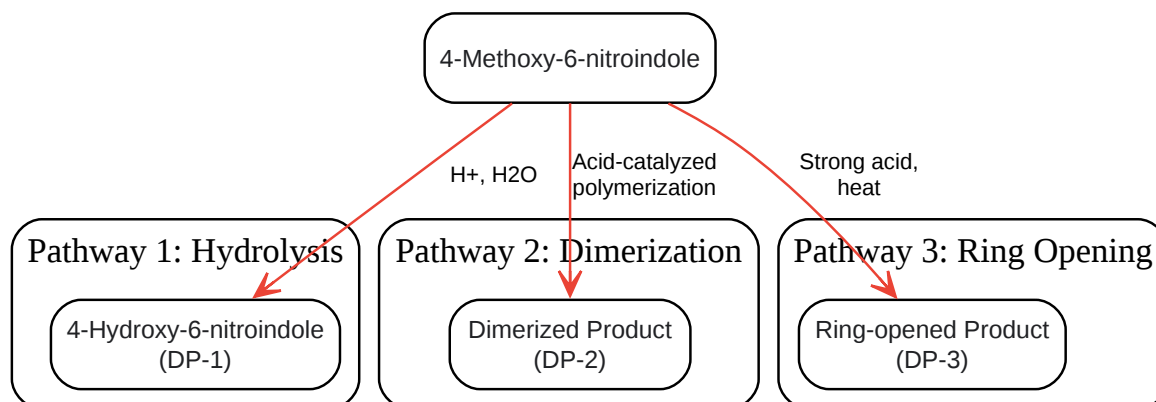 4-Methoxy-6-nitroindole
H+, H2O
Acid-catalyzed
polymerization
Strong acid,
heat
Pathway 1: Hydrolysis
Pathway 2: Dimerization
Pathway 3: Ring Opening
4-Hydroxy-6-nitroindole
(DP-1)
Dimerized Product
(DP-2)
Ring-opened Product
(DP-3)